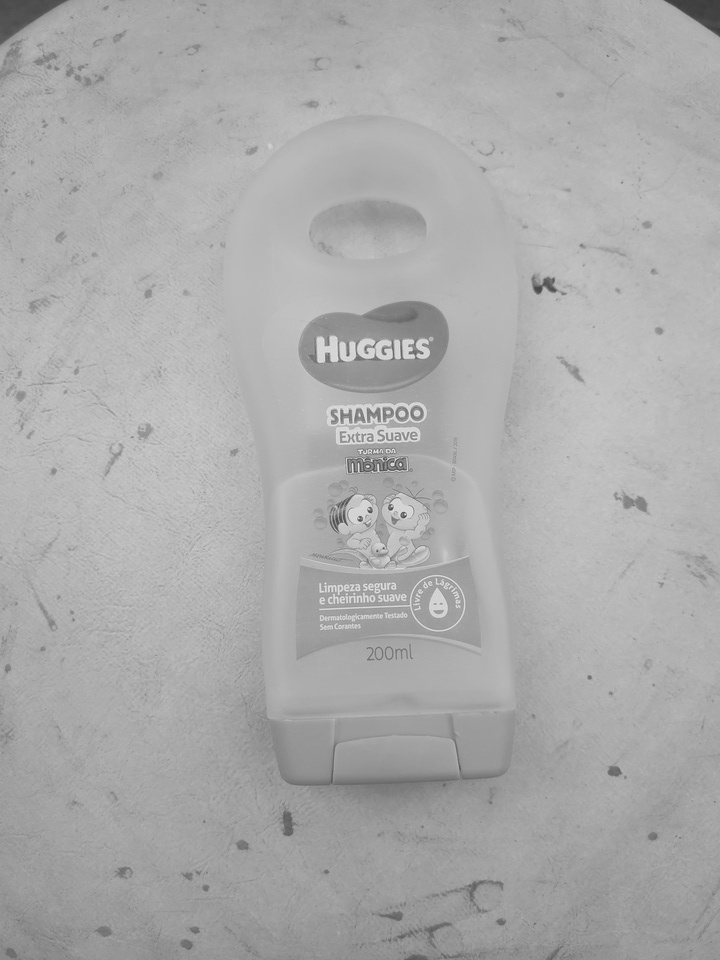 HUGGIES®
SHAMPOO
Extra Suave
TURMA DA
Mônica
Limpeza segura
e cheirinho suave
Dermatologicamente Testado
Sem Corantes
Livre de Lágrimas
200ml